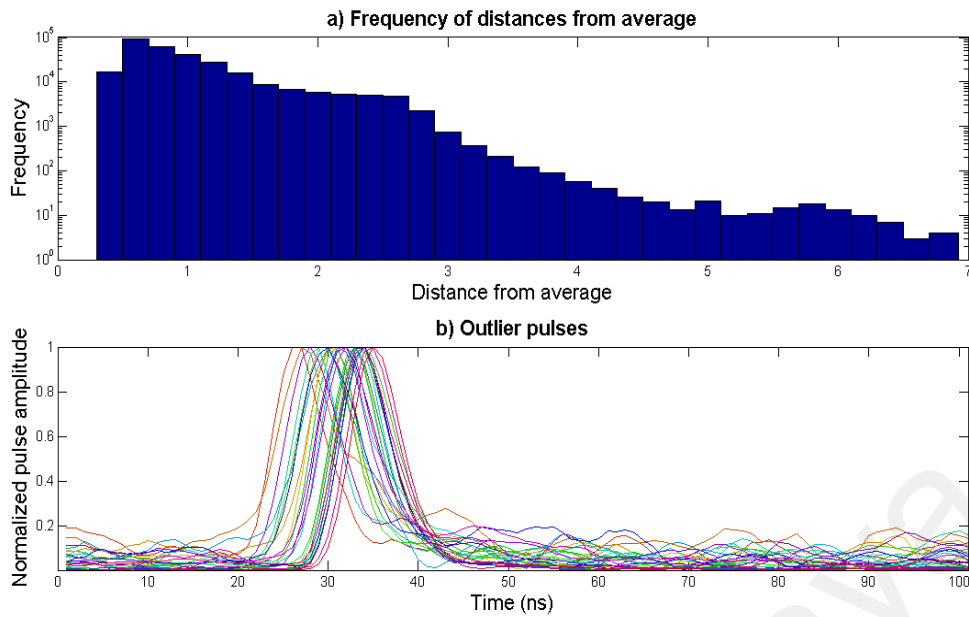 a) Frequency of distances from average
10^5
10^4
10^3
10^2
10^1
10^0
Frequency
0 1 2 3 4 5 6 7
Distance from average
b) Outlier pulses
1
0.8
0.6
0.4
0.2
Normalized pulse amplitude
0 10 20 30 40 50 60 70 80 90 100
Time (ns)